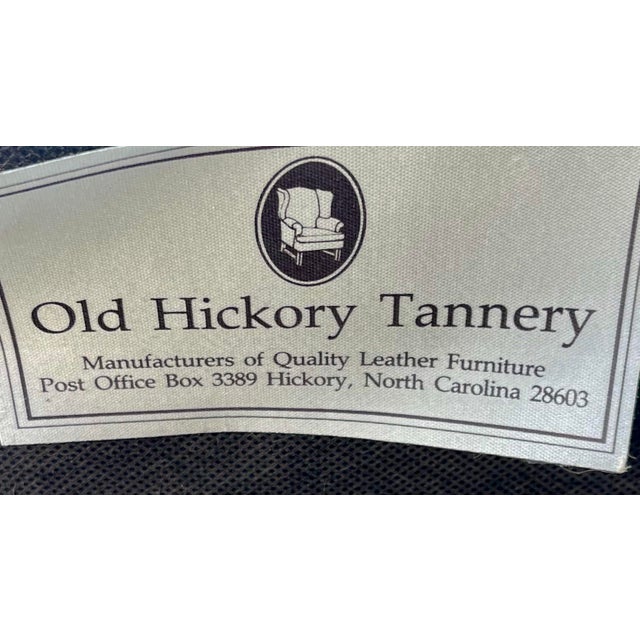 Old Hickory Tannery
Manufacturers of Quality Leather Furniture
Post Office Box 3389 Hickory, North Carolina 28603